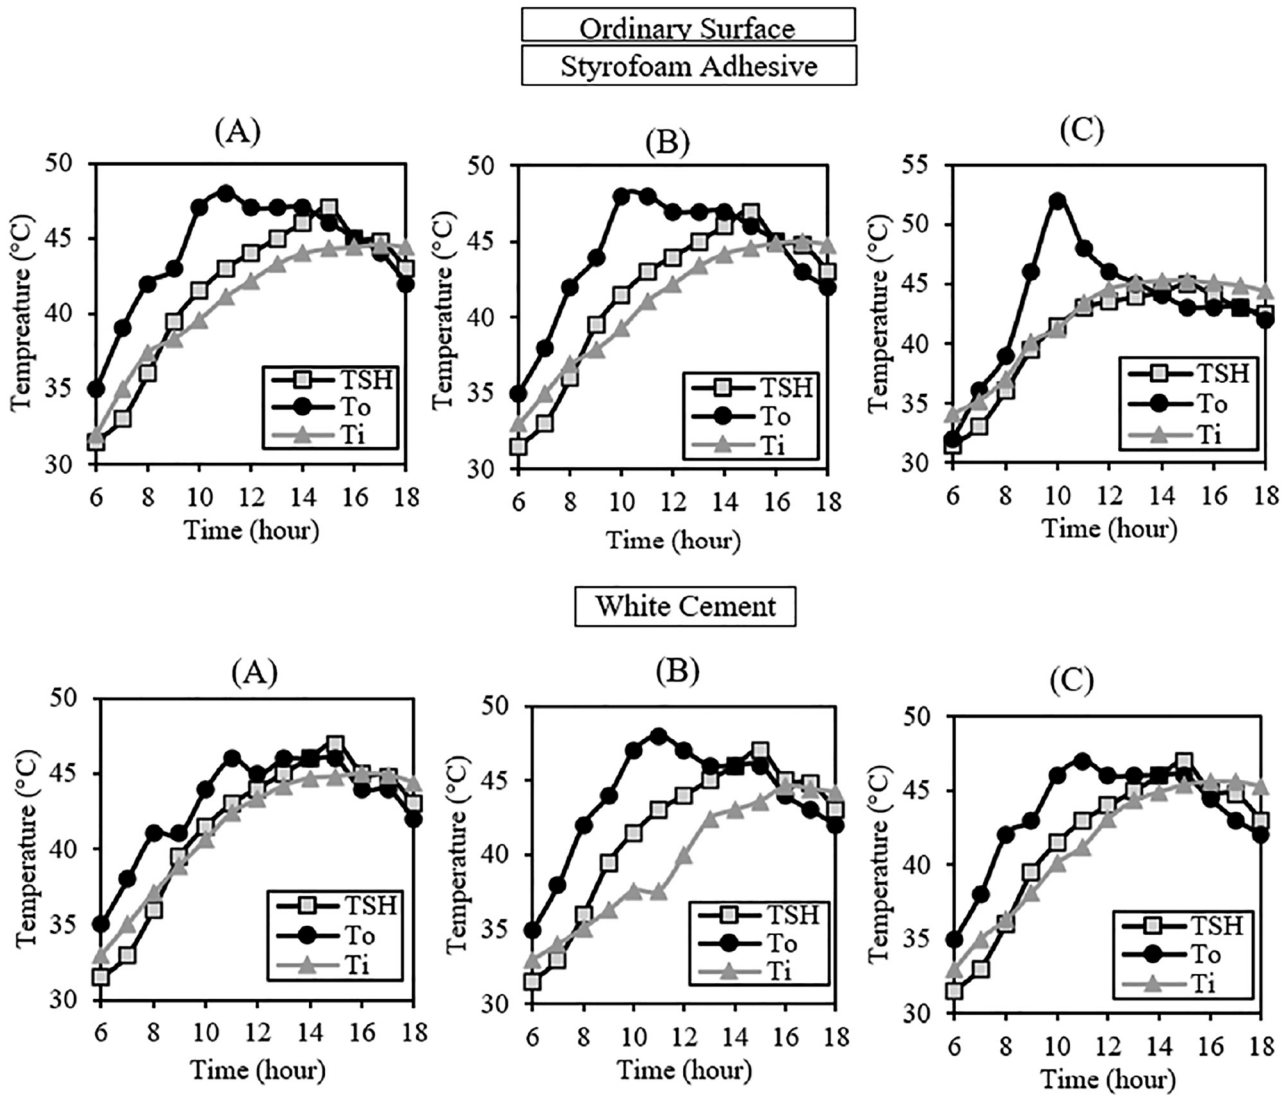 Ordinary Surface
Styrofoam Adhesive
(A)
Tempreature (°C)
50
45
40
35
30
TSH
To
Ti
6 8 10 12 14 16 18
Time (hour)
(B)
Temperature (°C)
50
45
40
35
30
TSH
To
Ti
6 8 10 12 14 16 18
Time (hour)
(C)
Temperature (°C)
55
50
45
40
35
30
TSH
To
Ti
6 8 10 12 14 16 18
Time (hour)
White Cement
(A)
Temperature (°C)
50
45
40
35
30
TSH
To
Ti
6 8 10 12 14 16 18
Time (hour)
(B)
Temperature (°C)
50
45
40
35
30
TSH
To
Ti
6 8 10 12 14 16 18
Time (hour)
(C)
Temperature (°C)
50
45
40
35
30
TSH
To
Ti
6 8 10 12 14 16 18
Time (hour)